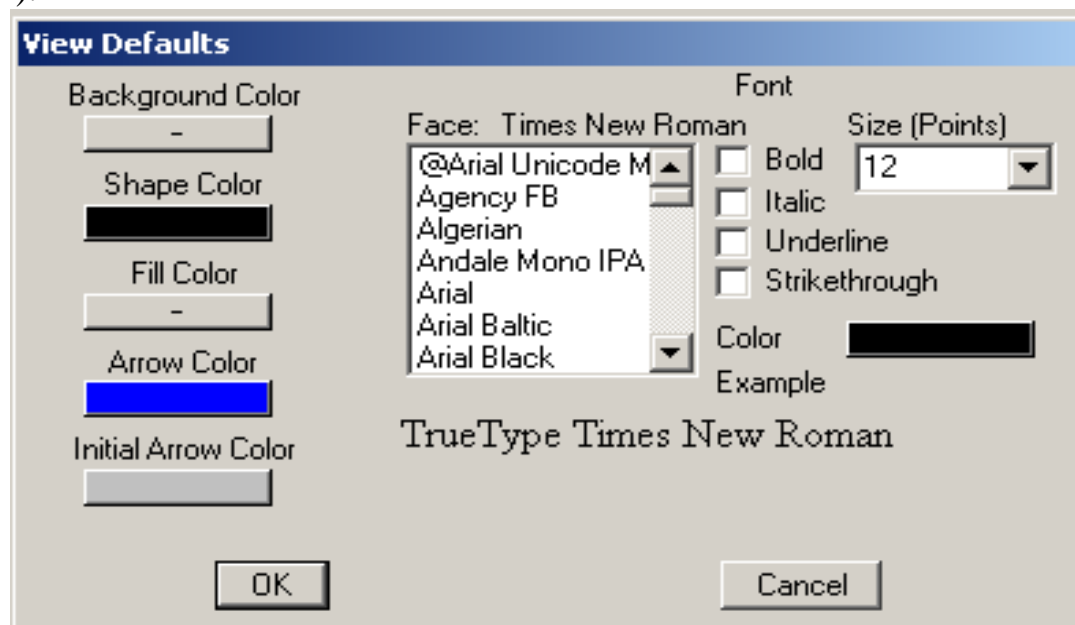 View Defaults
Background Color
-
Shape Color
Fill Color
-
Arrow Color
Initial Arrow Color
Font
Face: Times New Roman
@Arial Unicode M
Agency FB
Algerian
Andale Mono IPA
Arial
Arial Baltic
Arial Black
Bold
Italic
Underline
Strikethrough
Size (Points)
12
Color
Example
TrueType Times New Roman
OK
Cancel